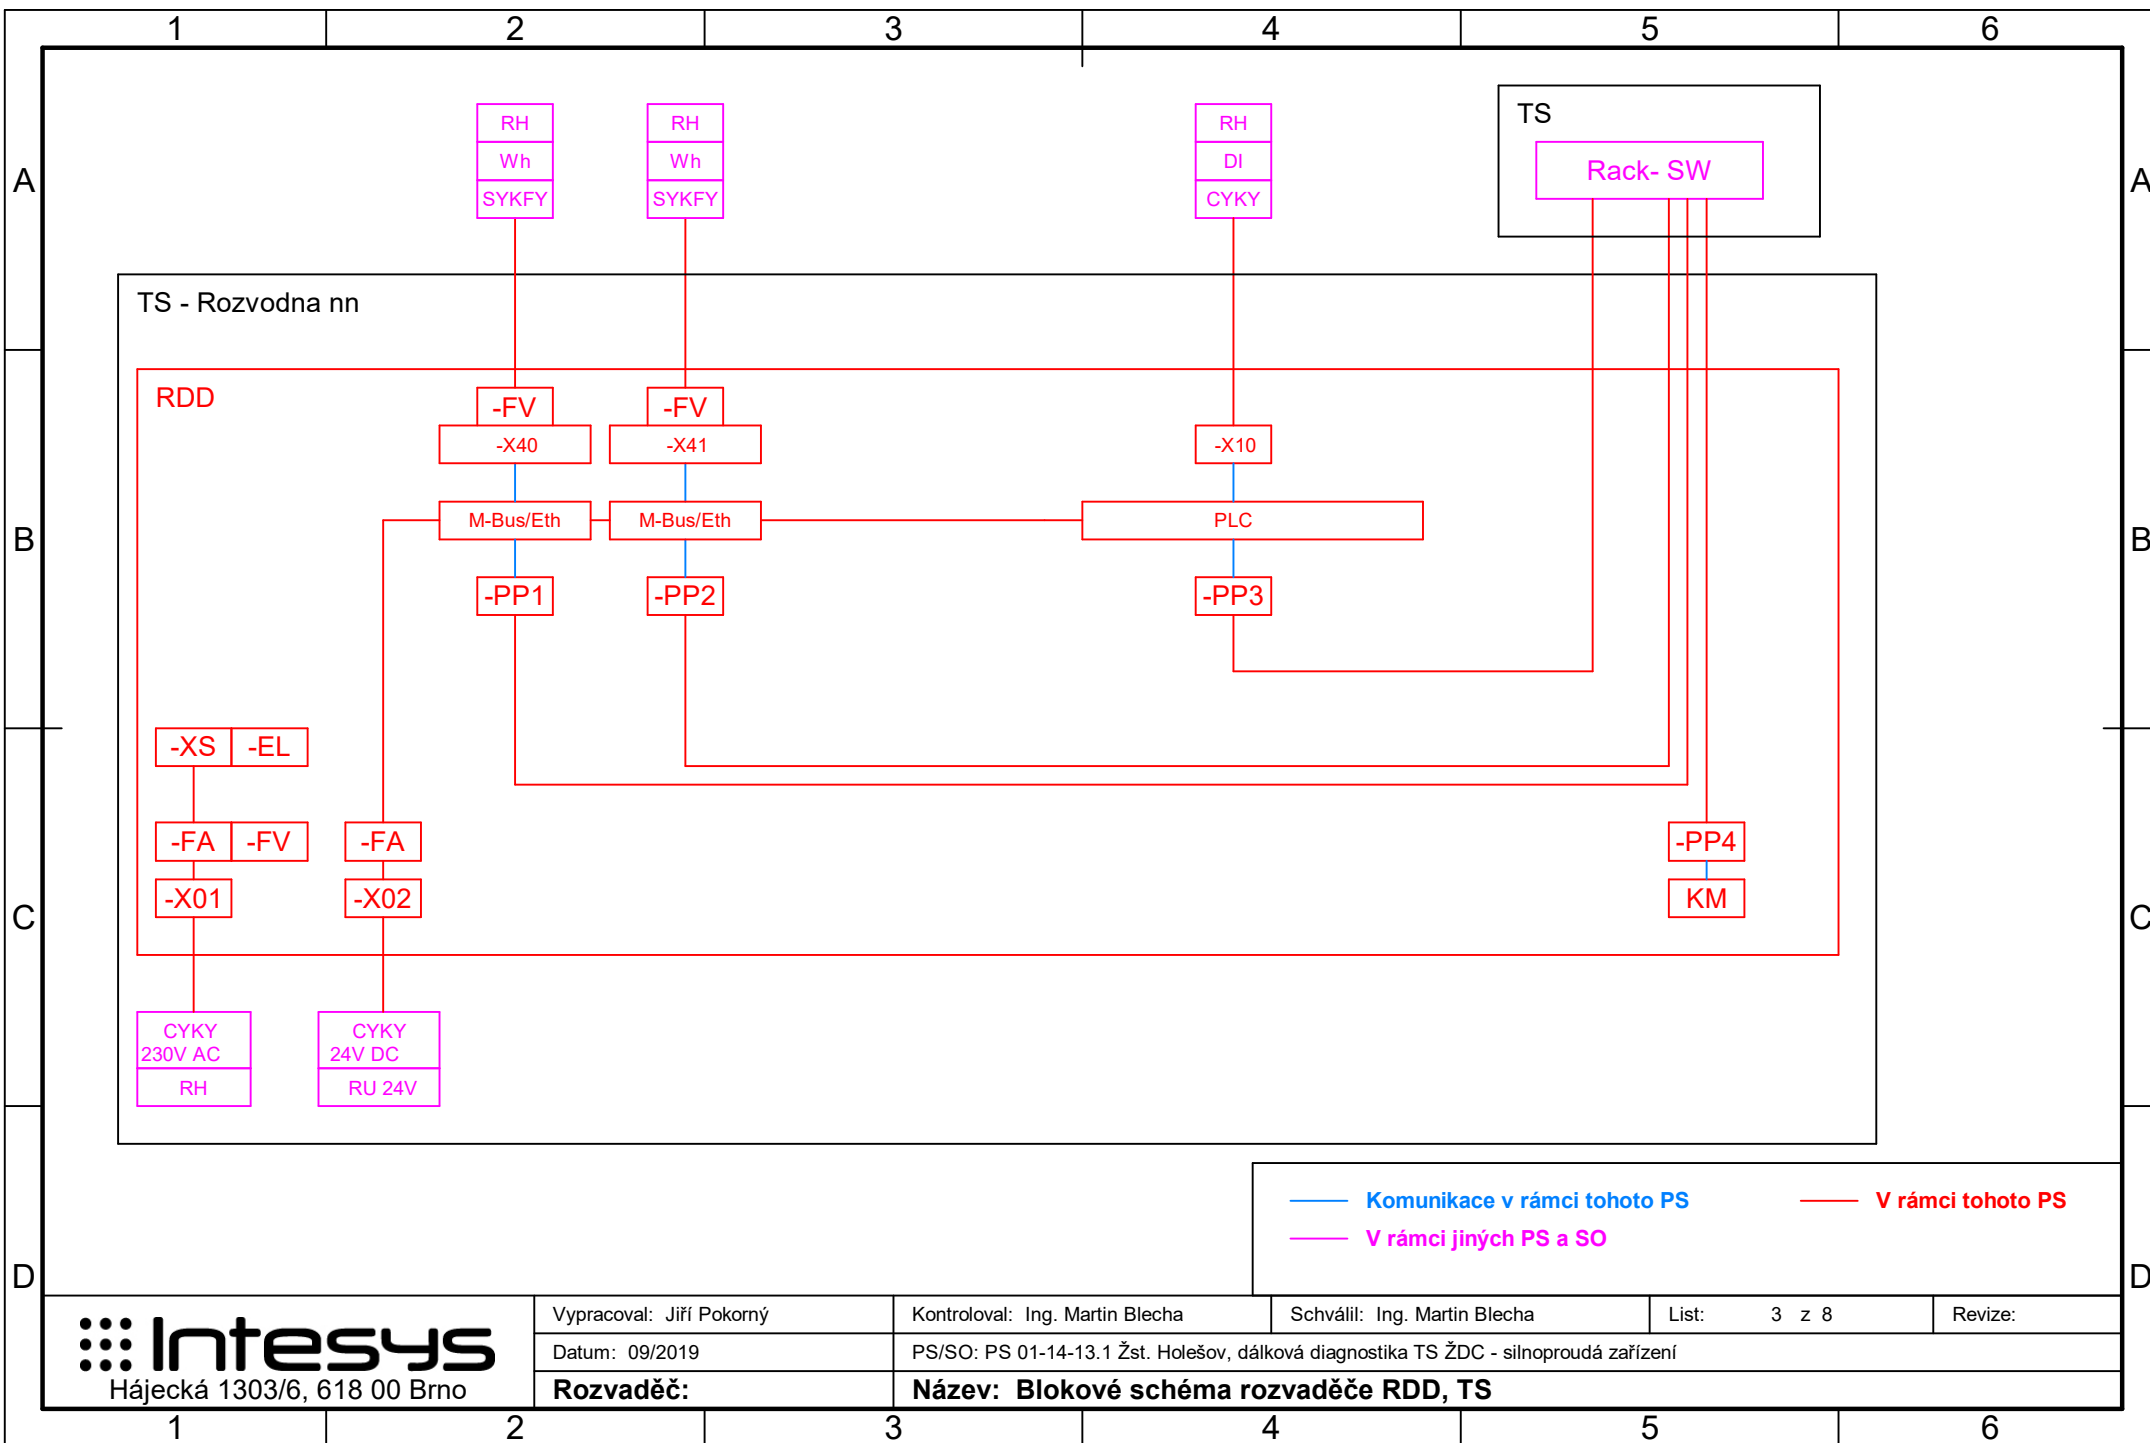 1 2 3 4 5 6
TS
RH RH RH
Wh Wh DI
SYKFY SYKFY CYKY
Rack- SW
A A
TS - Rozvodna nn
RDD
-FV -FV
-X40 -X41 -X10
M-Bus/Eth M-Bus/Eth PLC
B B
-PP1 -PP2 -PP3
-XS -EL
-FA -FV -FA -PP4
-X01 -X02 KM
C C
CYKY CYKY
230V AC 24V DC
RH RU 24V
Komunikace v rámci tohoto PS V rámci tohoto PS
V rámci jiných PS a SO
D D
Intesys
Hájecká 1303/6, 618 00 Brno
Vypracoval: Jiří Pokorný Kontroloval: Ing. Martin Blecha Schválil: Ing. Martin Blecha List: 3 z 8 Revize:
Datum: 09/2019 PS/SO: PS 01-14-13.1 Žst. Holešov, dálková diagnostika TS ŽDC - silnoproudá zařízení
Rozvaděč: Název: Blokové schéma rozvaděče RDD, TS
1 2 3 4 5 6